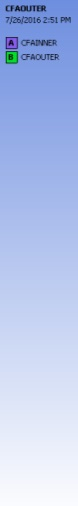 CFAOUTER
7/26/2016 2:51 PM
A CFAINNER
B CFAOUTER